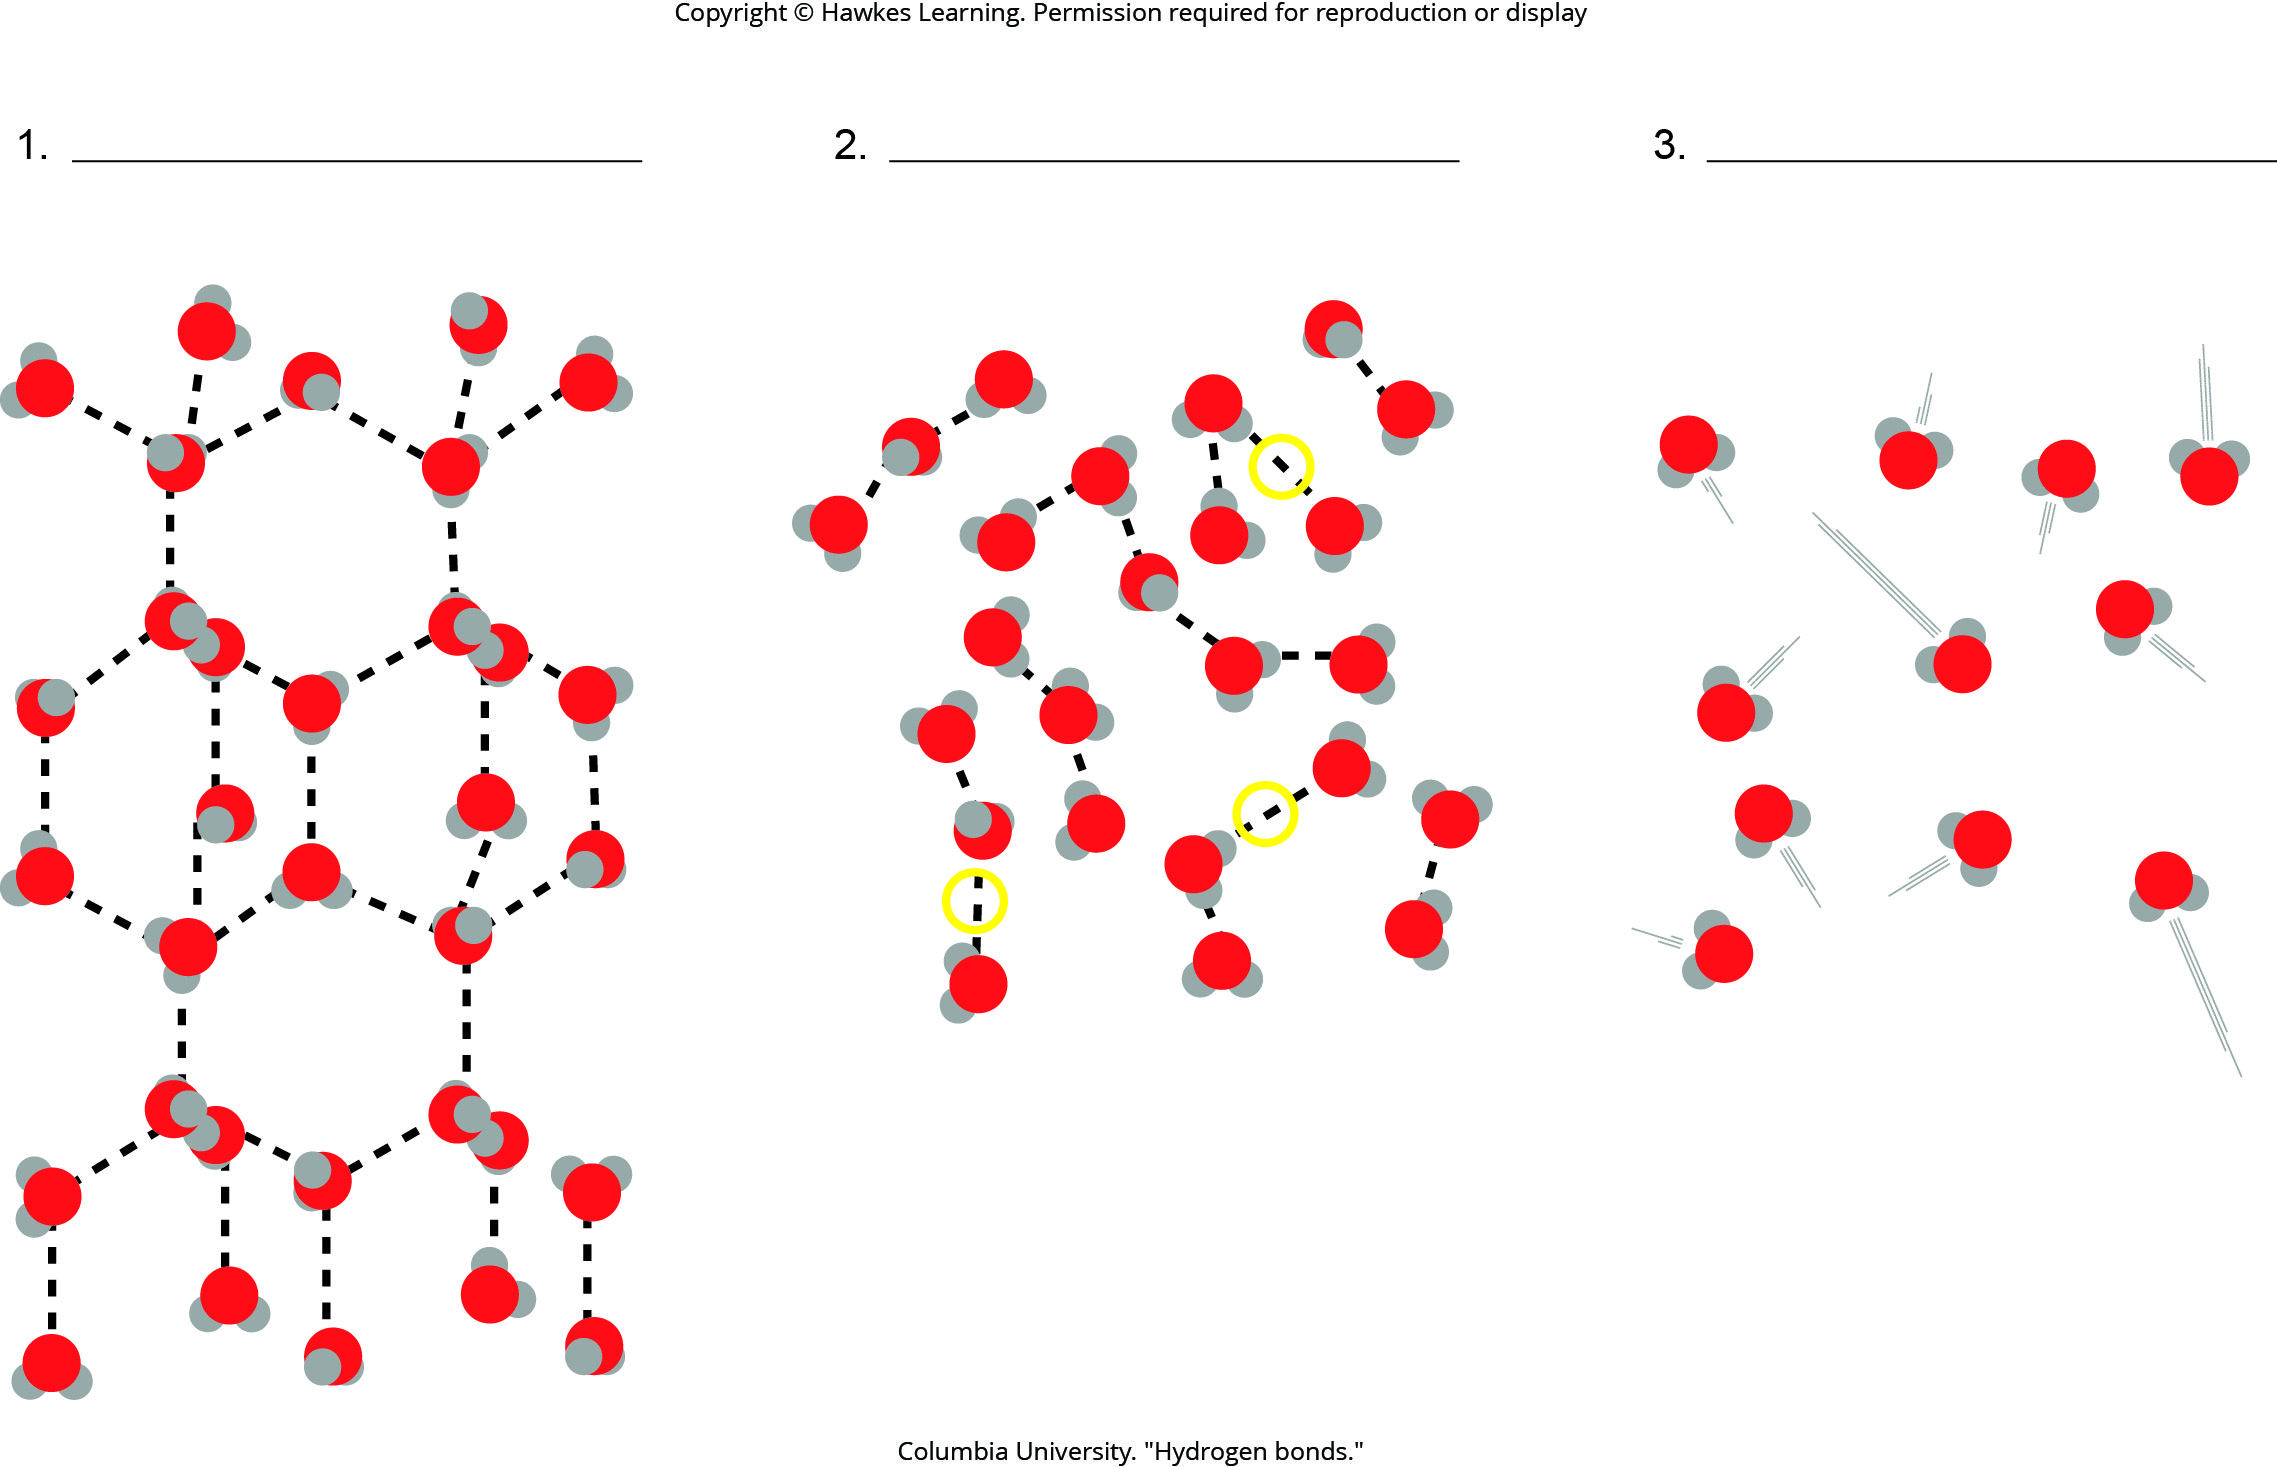 Copyright © Hawkes Learning. Permission required for reproduction or display
1. 2. 3.
Columbia University. "Hydrogen bonds."